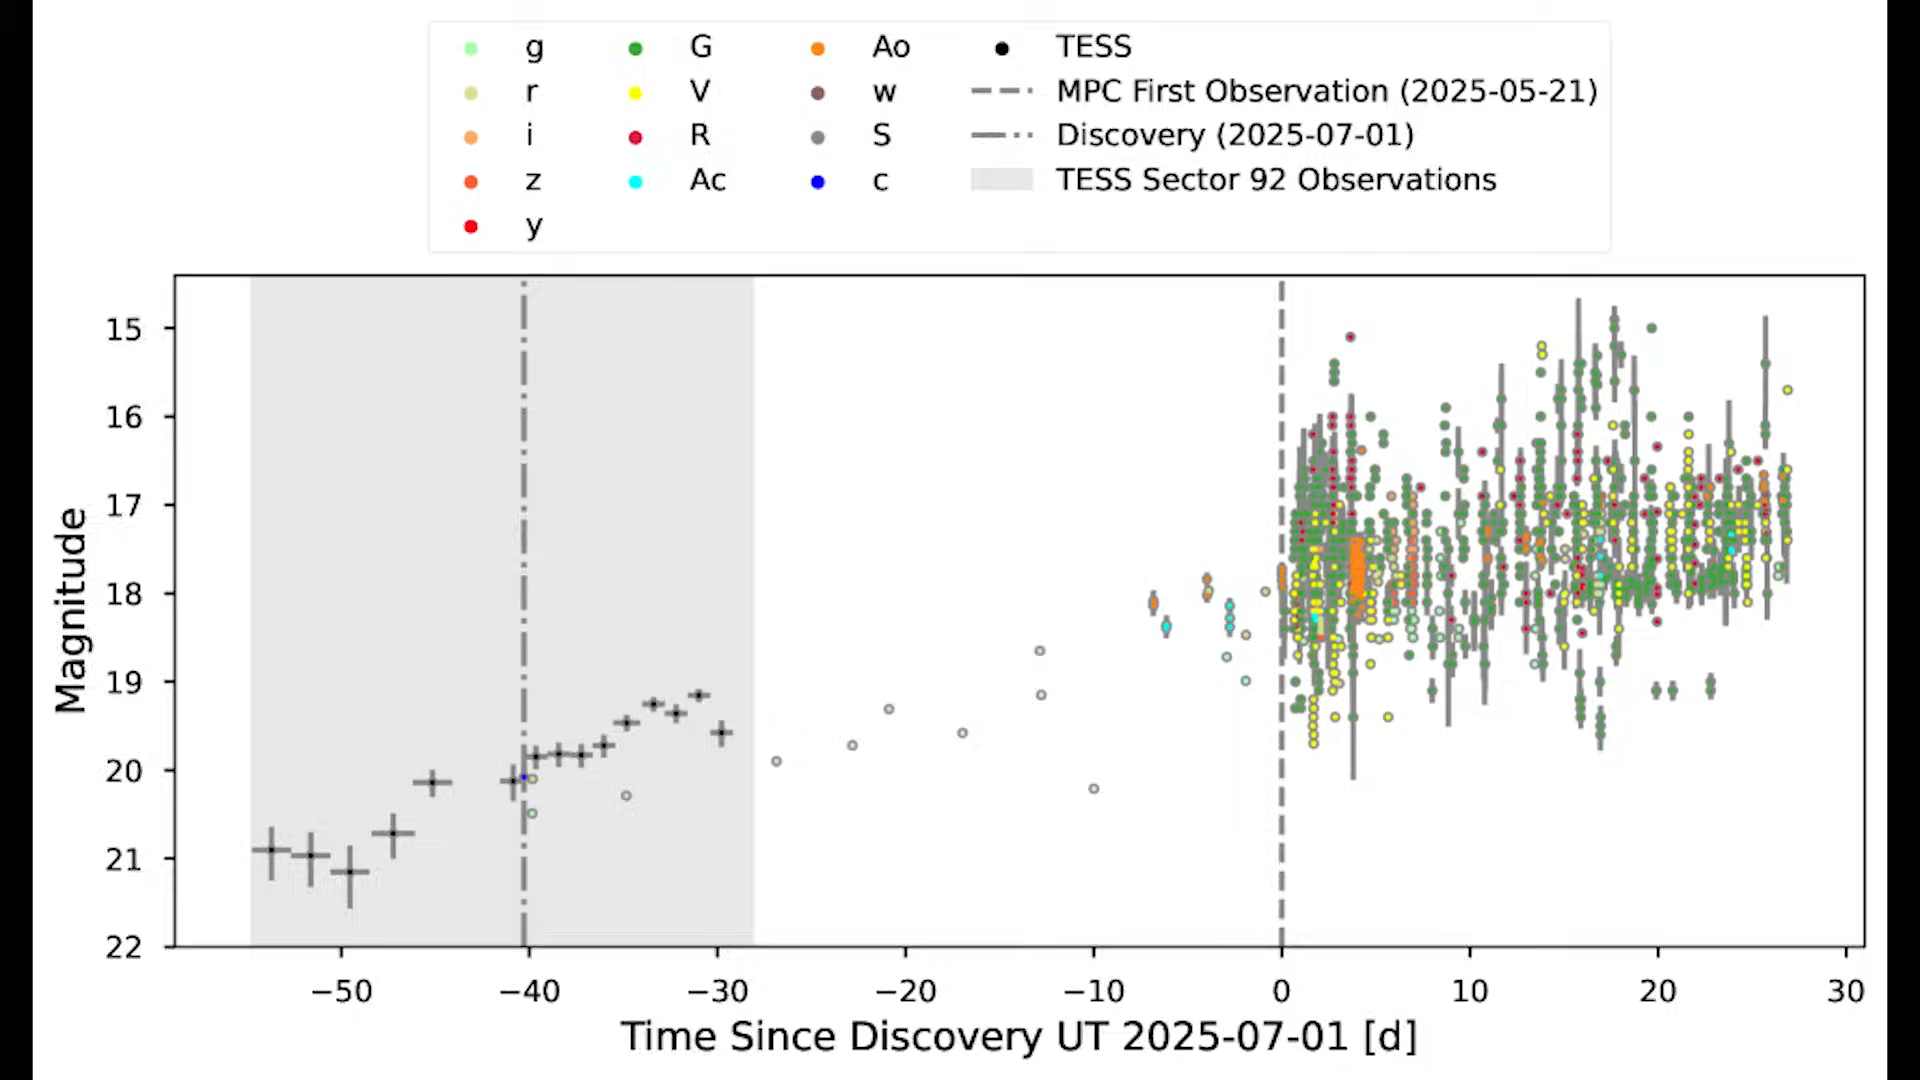 g G Ao TESS
r V w MPC First Observation (2025-05-21)
i R S Discovery (2025-07-01)
z Ac c TESS Sector 92 Observations
y
15
16
17
18
19
20
21
22
Magnitude
−50 −40 −30 −20 −10 0 10 20 30
Time Since Discovery UT 2025-07-01 [d]